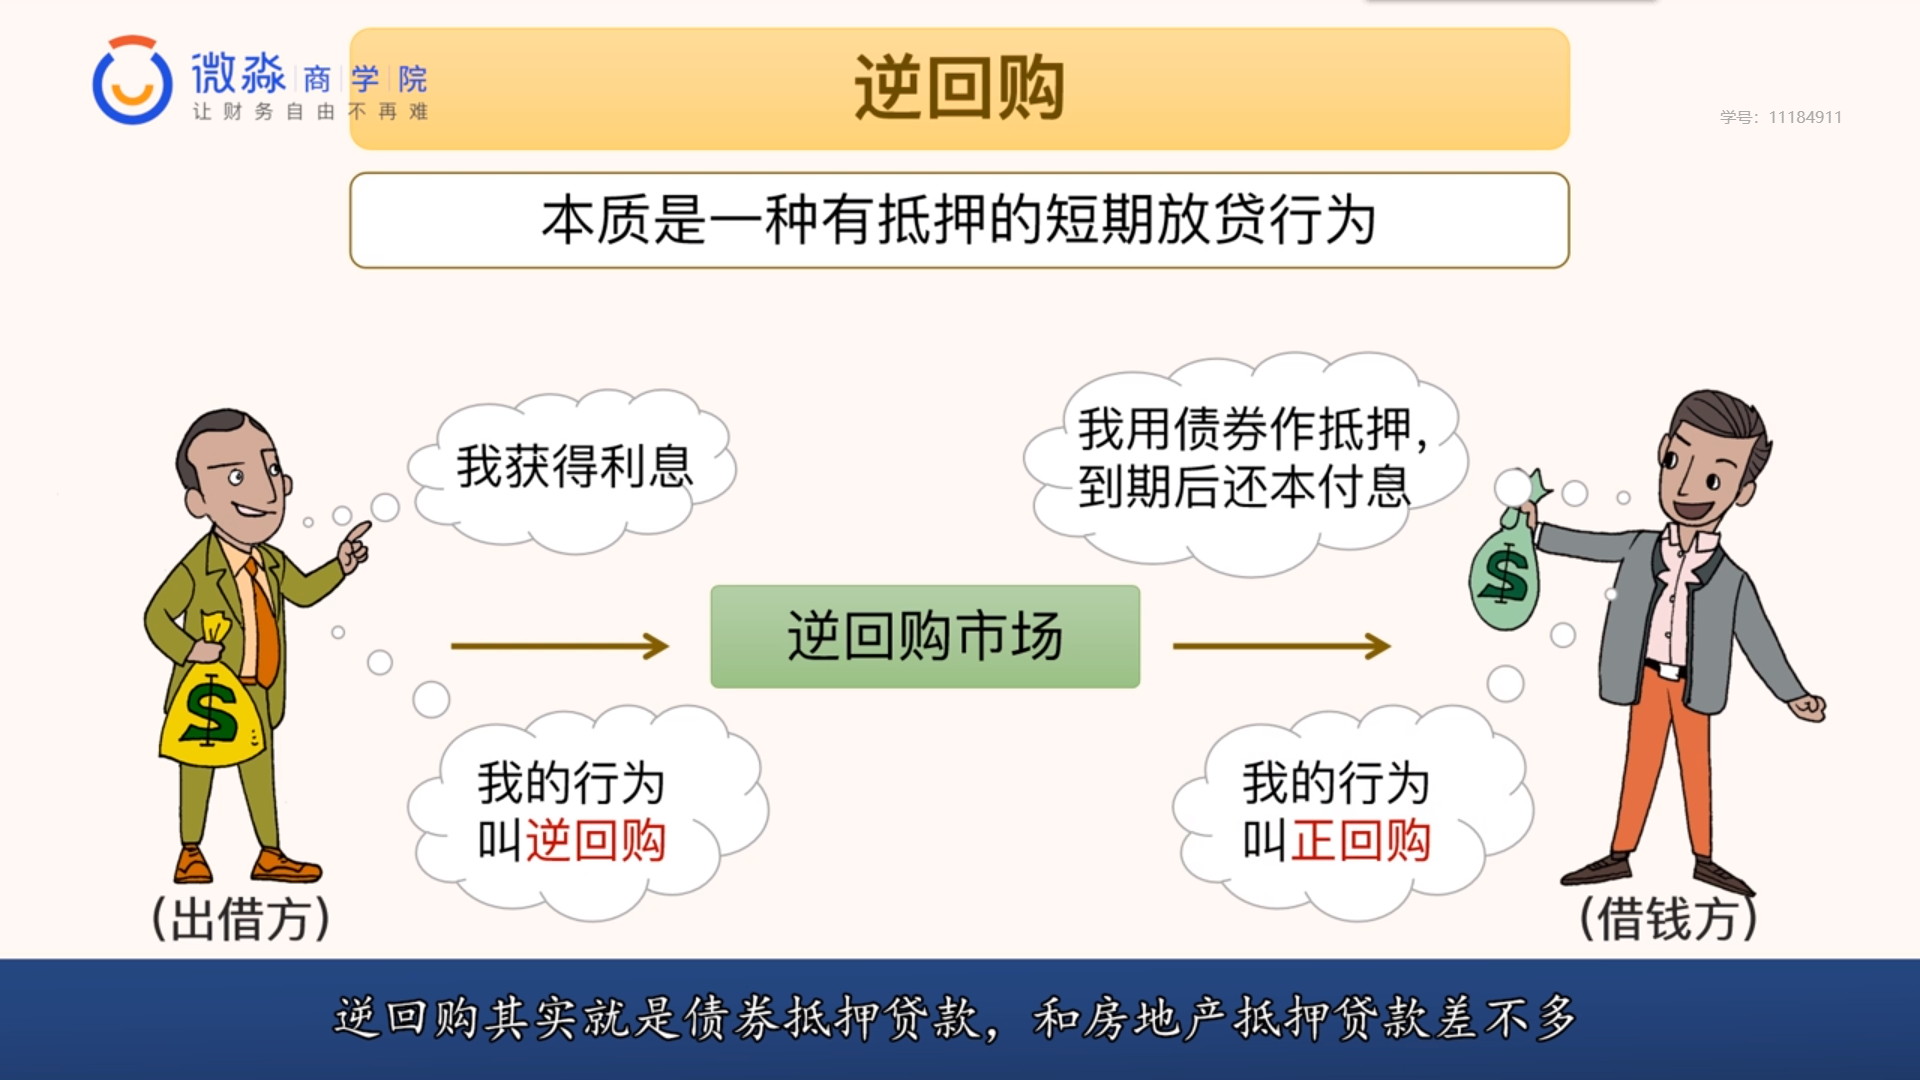 微淼 商 学 院
让财务自由不再难
逆回购
学号：11184911
本质是一种有抵押的短期放贷行为
我获得利息
我用债券作抵押，
到期后还本付息
逆回购市场
我的行为
叫逆回购
我的行为
叫正回购
（出借方）
（借钱方）
逆回购其实就是债券抵押贷款，和房地产抵押贷款差不多